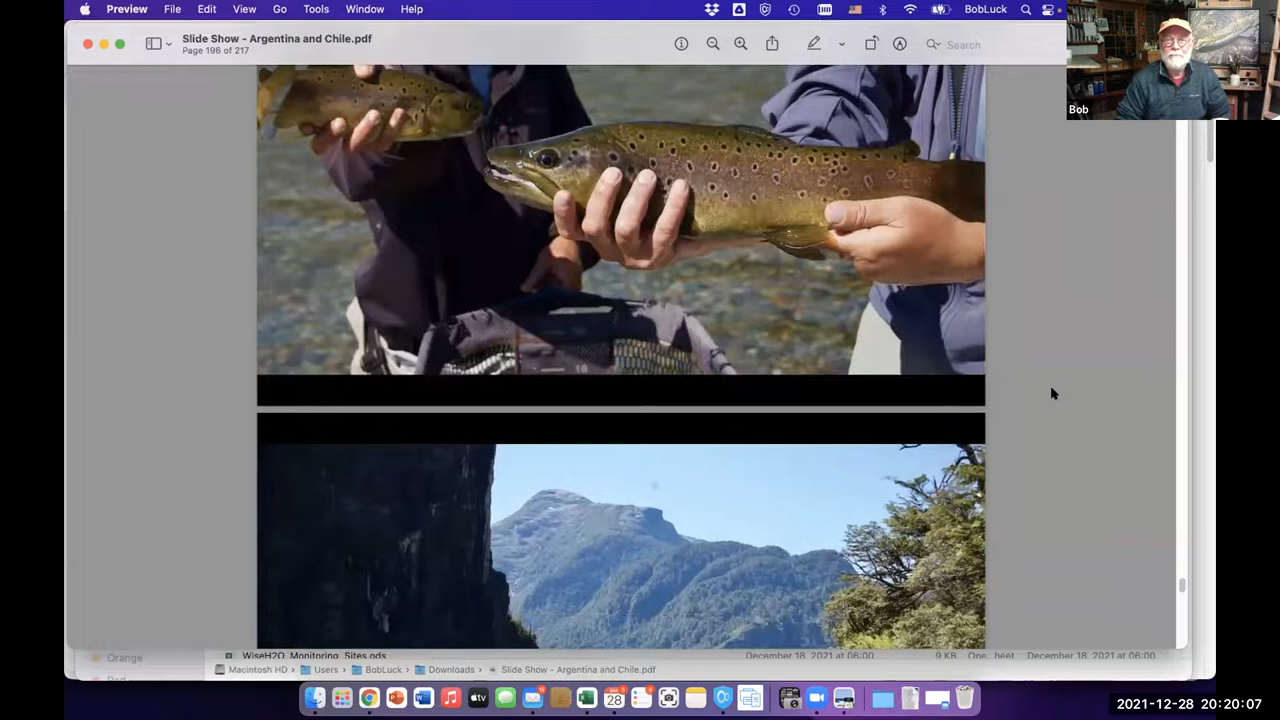 Preview File Edit View Go Tools Window Help BobLuck
Slide Show - Argentina and Chile.pdf
Page 196 of 217
Search
Bob
Orange
WiseH2O_Monitoring_Sites.ods December 18, 2021 at 06:00 9 KB Ope...heet December 18, 2021 at 06:00
Macintosh HD Users BobLuck Downloads Slide Show - Argentina and Chile.pdf
28
2021-12-28 20:20:07